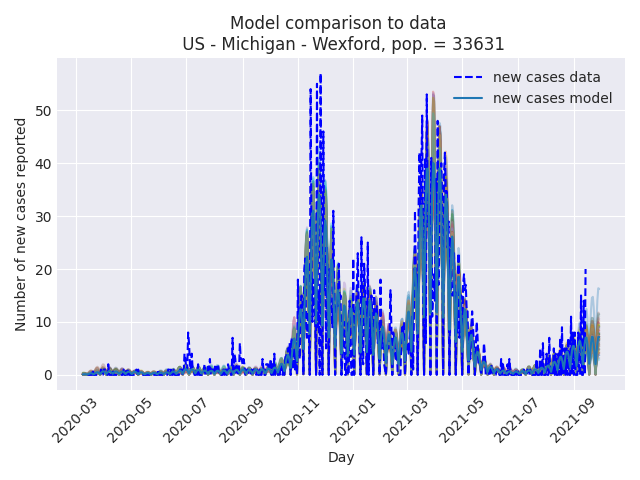 Model comparison to data
US - Michigan - Wexford, pop. = 33631
new cases data
new cases model
Number of new cases reported
50
40
30
20
10
0
2020-03
2020-05
2020-07
2020-09
2020-11
2021-01
2021-03
2021-05
2021-07
2021-09
Day